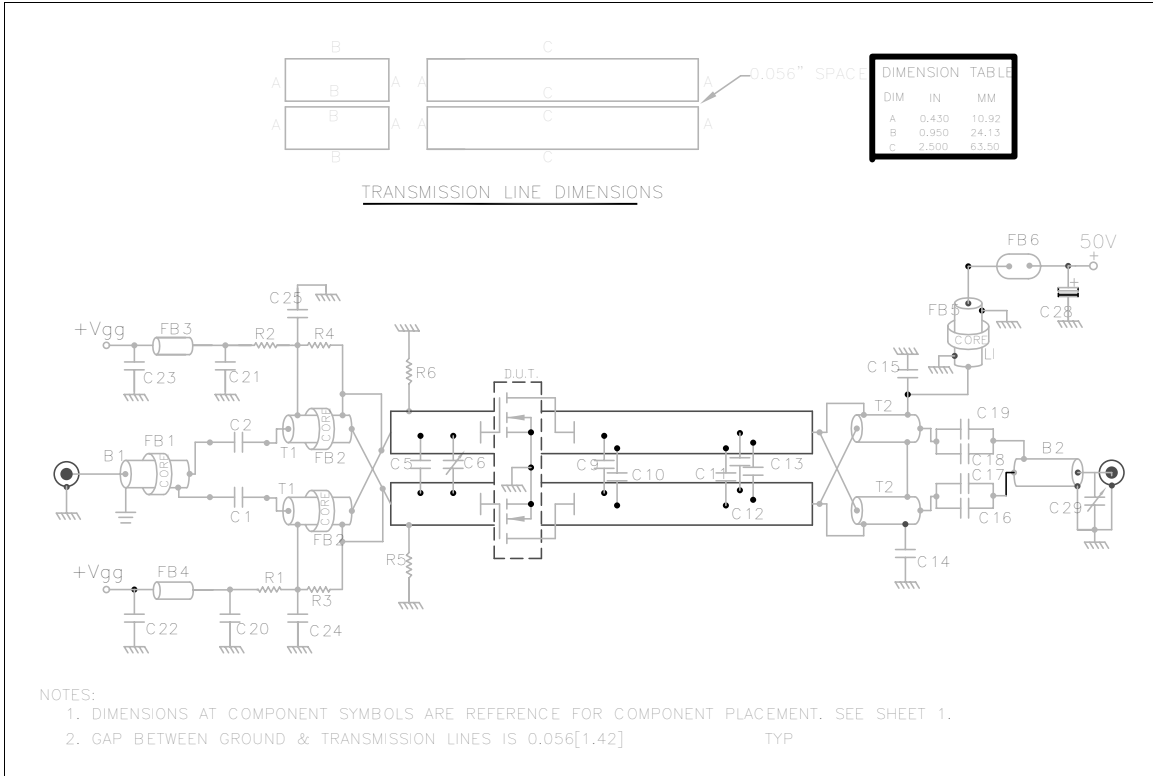 B C
A A A A
B C
0.056" SPACE
B C
A A A A
B C
DIMENSION TABLE
DIM IN MM
A 0.430 10.92
B 0.950 24.13
C 2.500 63.50
TRANSMISSION LINE DIMENSIONS
FB6 50V
+
+
C28
FB5
CORE
L1
C25
+Vgg FB3 R2 R4
C23 C21
R6
D.U.T.
C15
C2
T1
CORE
FB2
B1 FB1
C1
T1
CORE
FB2
C5 C6
C9 C10 C11 C13
C12
T2
C19
C18
B2
C17
T2
C16
C29
R5
C14
+Vgg FB4 R1
R3
C22 C20 C24
NOTES:
1. DIMENSIONS AT COMPONENT SYMBOLS ARE REFERENCE FOR COMPONENT PLACEMENT. SEE SHEET 1.
2. GAP BETWEEN GROUND & TRANSMISSION LINES IS 0.056[1.42] TYP